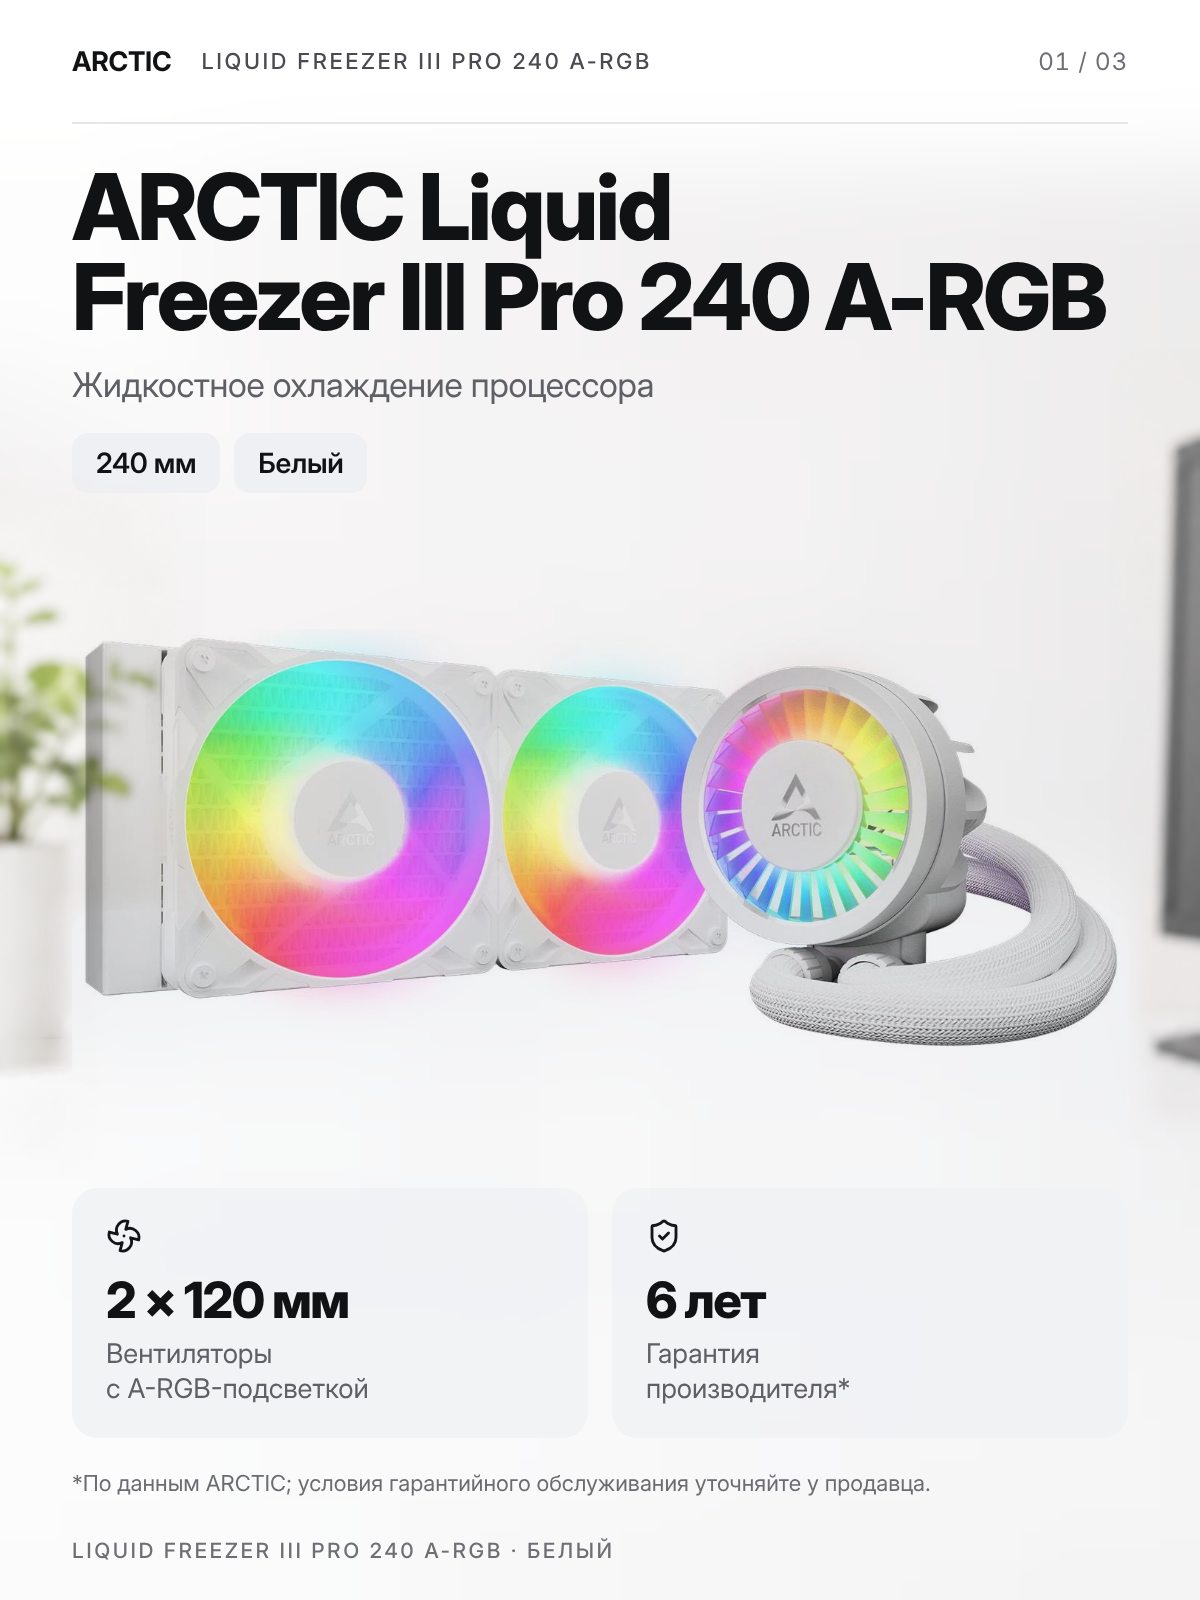 ARCTIC LIQUID FREEZER III PRO 240 A-RGB 01 / 03
ARCTIC Liquid
Freezer III Pro 240 A-RGB
Жидкостное охлаждение процессора
240 мм Белый
ARCTIC
ARCTIC
ARCTIC
2 × 120 мм
Вентиляторы
с A-RGB-подсветкой
6 лет
Гарантия
производителя*
*По данным ARCTIC; условия гарантийного обслуживания уточняйте у продавца.
LIQUID FREEZER III PRO 240 A-RGB · БЕЛЫЙ